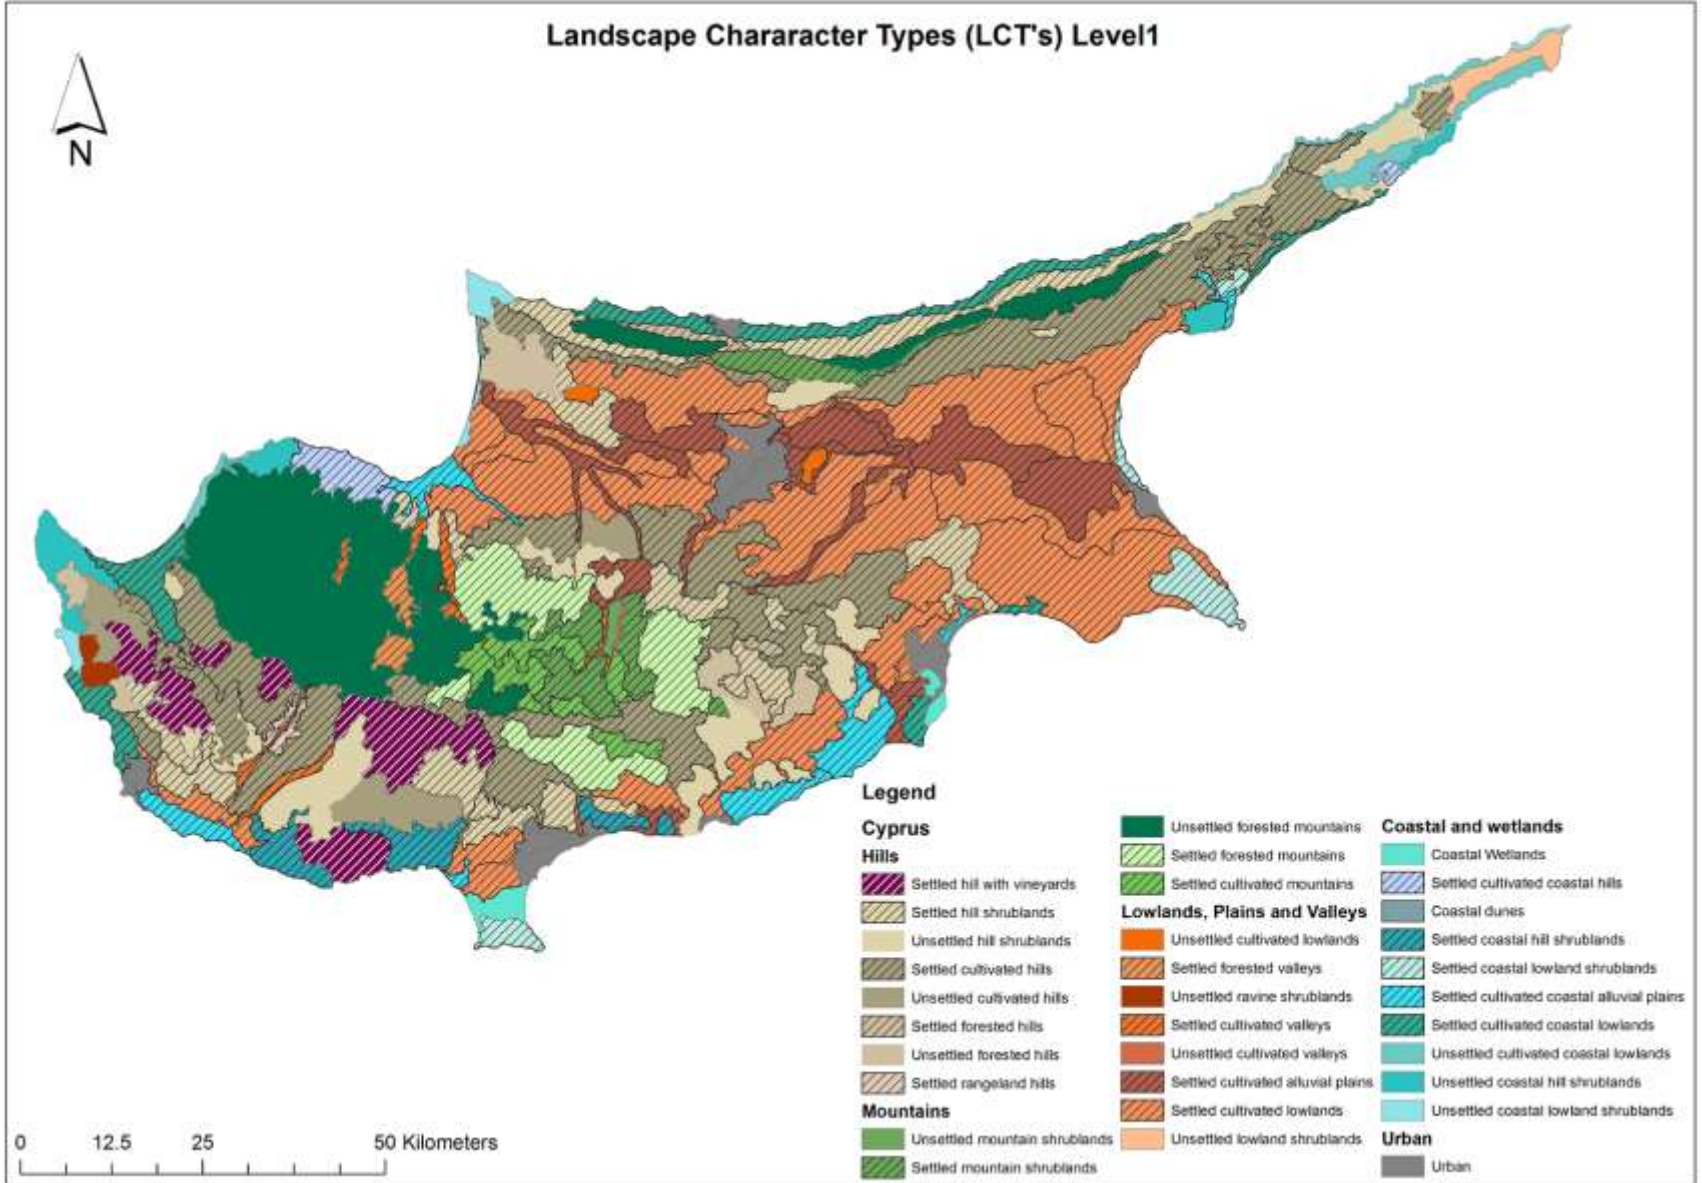 Landscape Chararacter Types (LCT's) Level1
N
Legend
Cyprus
Hills
Settled hill with vineyards
Settled hill shrublands
Unsettled hill shrublands
Settled cultivated hills
Unsettled cultivated hills
Settled forested hills
Unsettled forested hills
Settled rangeland hills
Mountains
Unsettled mountain shrublands
Settled mountain shrublands
Unsettled forested mountains
Settled forested mountains
Settled cultivated mountains
Lowlands, Plains and Valleys
Unsettled cultivated lowlands
Settled forested valleys
Unsettled ravine shrublands
Settled cultivated valleys
Unsettled cultivated valleys
Settled cultivated alluvial plains
Settled cultivated lowlands
Unsettled lowland shrublands
Coastal and wetlands
Coastal Wetlands
Settled cultivated coastal hills
Coastal dunes
Settled coastal hill shrublands
Settled coastal lowland shrublands
Settled cultivated coastal alluvial plains
Settled cultivated coastal lowlands
Unsettled cultivated coastal lowlands
Unsettled coastal hill shrublands
Unsettled coastal lowland shrublands
Urban
Urban
0 12.5 25 50 Kilometers